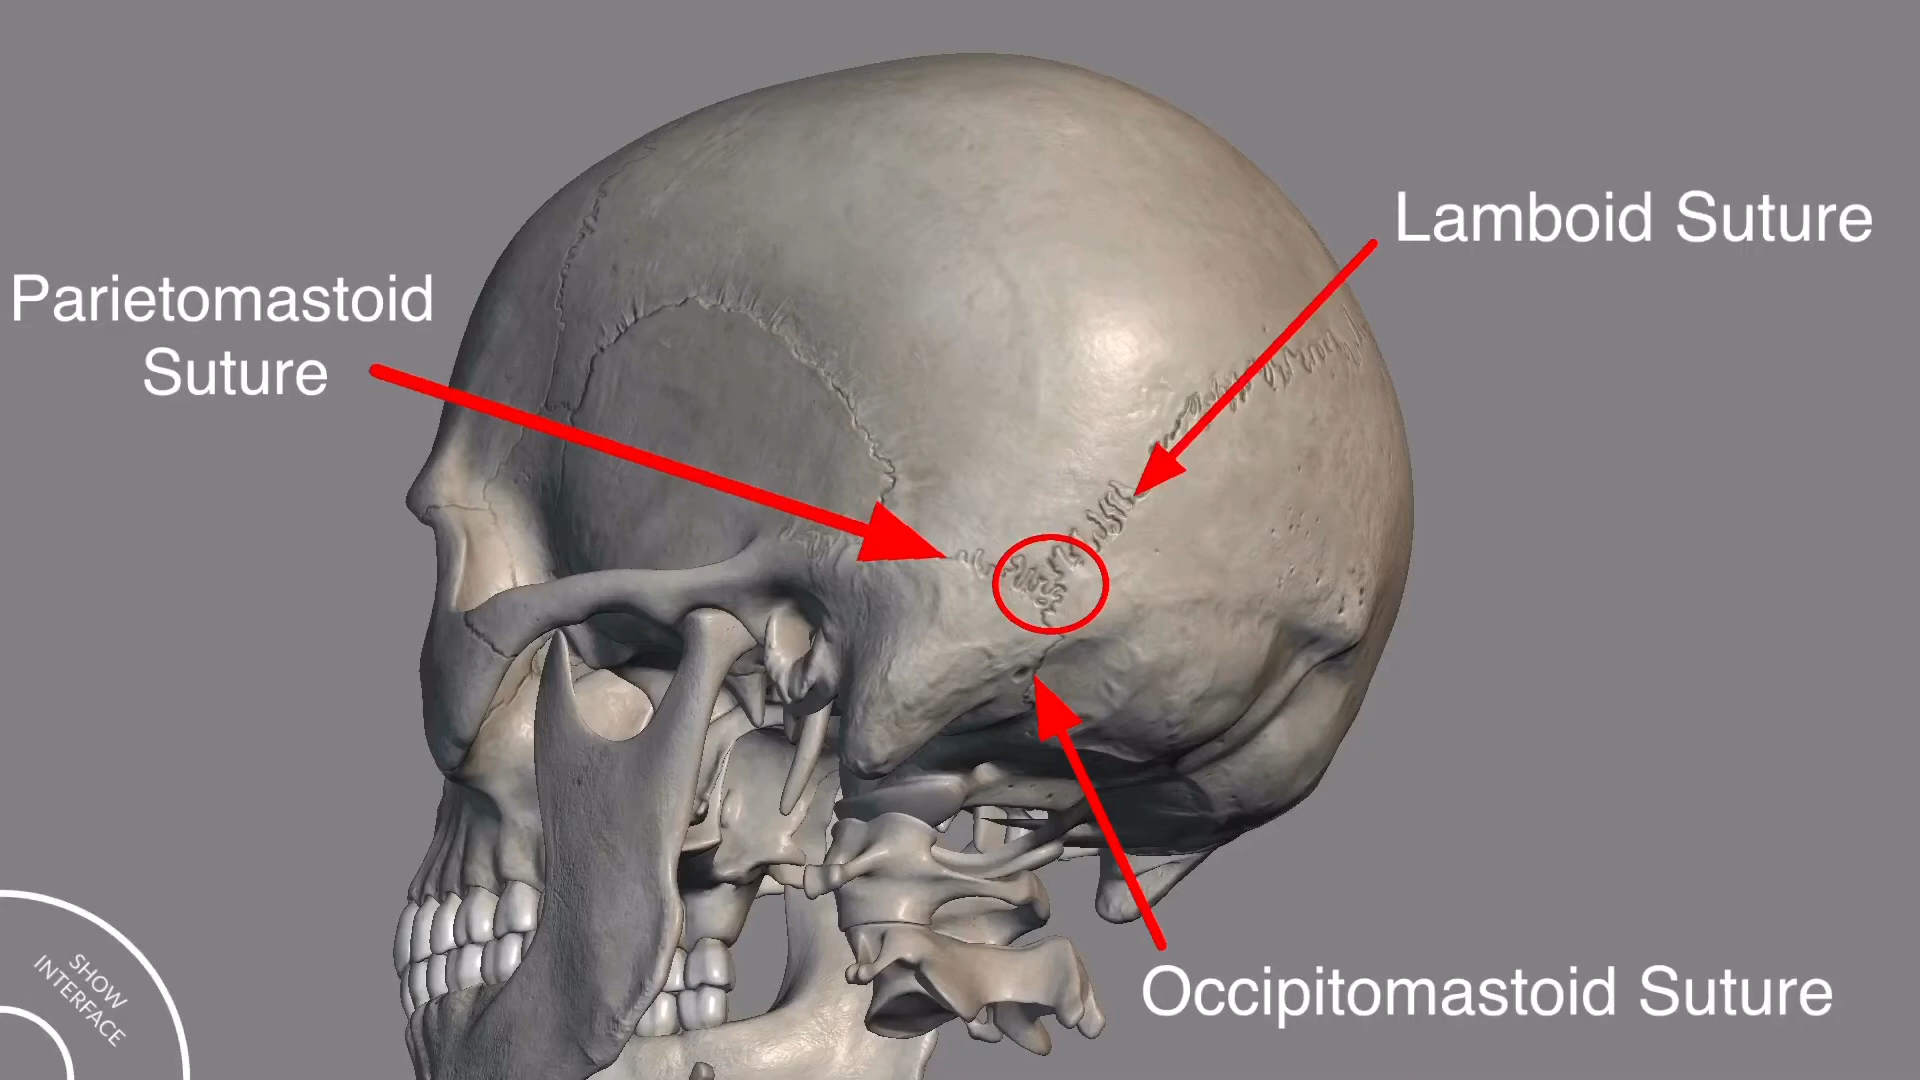 Lamboid Suture
Parietomastoid
Suture
Occipitomastoid Suture
SHOW
INTERFACE